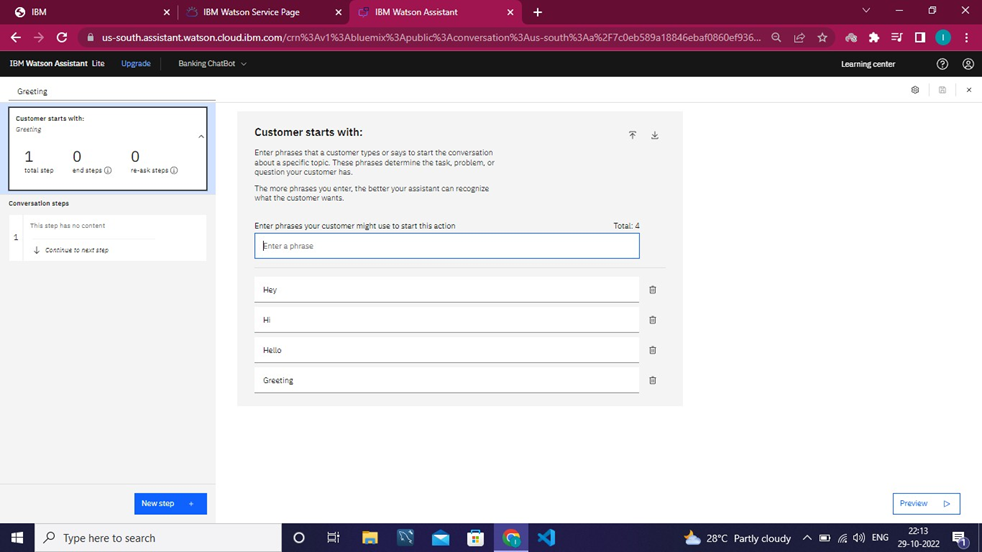 IBM
IBM Watson Service Page
IBM Watson Assistant
us-south.assistant.watson.cloud.ibm.com/crn%3Av1%3Abluemix%3Apublic%3Aconversation%3Aus-south%3Aa%2F7c0eb589a18846ebaf0860ef936...
I
IBM Watson Assistant Lite
Upgrade
Banking ChatBot
Learning center
Greeting
Customer starts with:
Greeting
1
0
0
total step
end steps
re-ask steps
Conversation steps
1
This step has no content
Continue to next step
New step +
Customer starts with:
Enter phrases that a customer types or says to start the conversation
about a specific topic. These phrases determine the task, problem, or
question your customer has.
The more phrases you enter, the better your assistant can recognize
what the customer wants.
Enter phrases your customer might use to start this action
Total: 4
Enter a phrase
Hey
Hi
Hello
Greeting
Preview
Type here to search
28°C Partly cloudy
ENG
22:13
29-10-2022
1